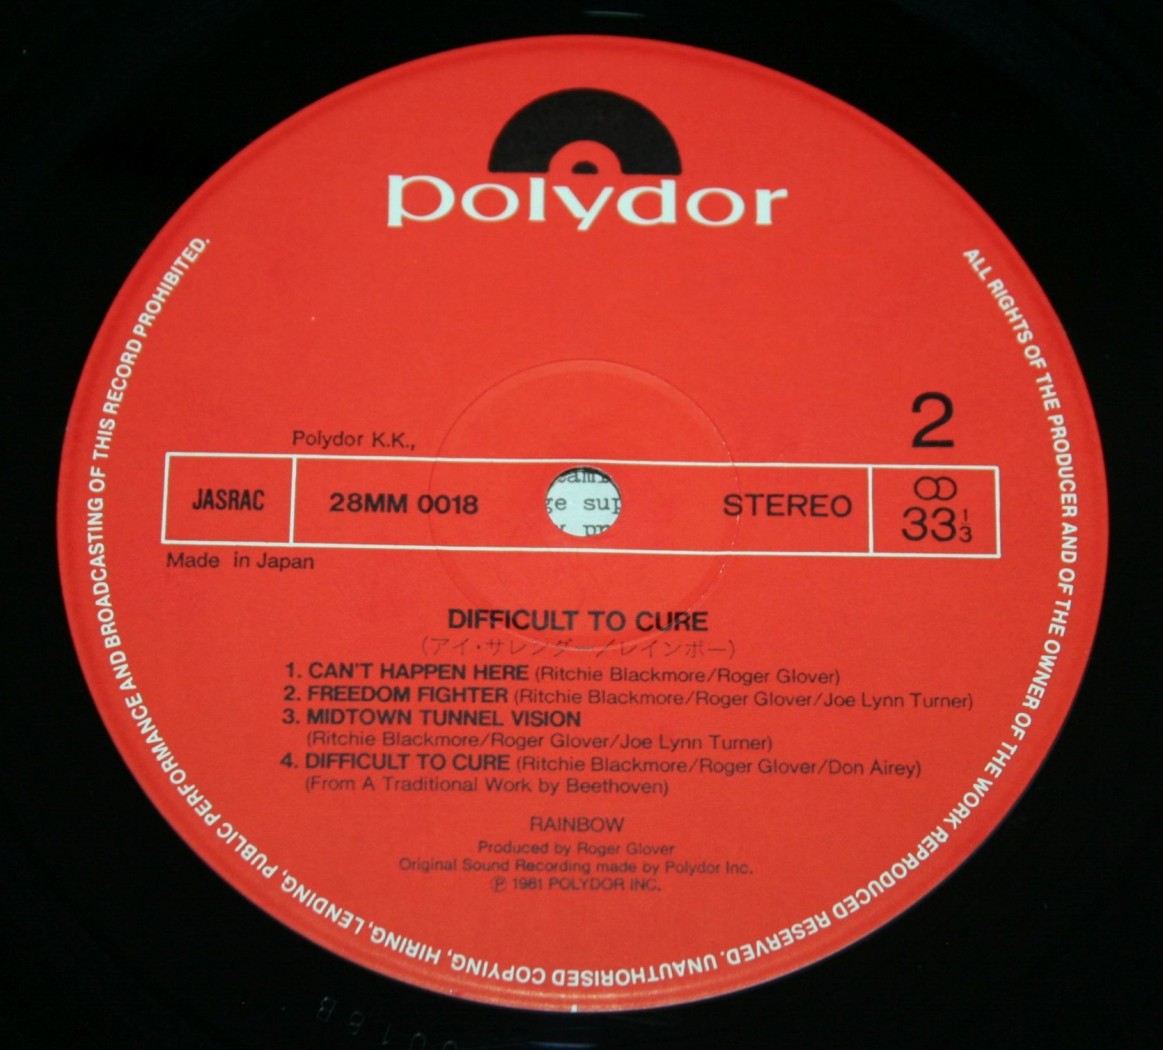 polydor
ALL RIGHTS OF THE PRODUCER AND OF THE OWNER OF THE WORK REPRODUCED RESERVED. UNAUTHORISED COPYING, HIRING, LENDING, PUBLIC PERFORMANCE AND BROADCASTING OF THIS RECORD PROHIBITED.
2
Polydor K.K.,
JASRAC
28MM 0018
ge sup
STEREO
33 1/3
Made in Japan
DIFFICULT TO CURE
(アイ・サレンダー/レインボー)
1. CAN'T HAPPEN HERE (Ritchie Blackmore/Roger Glover)
2. FREEDOM FIGHTER (Ritchie Blackmore/Roger Glover/Joe Lynn Turner)
3. MIDTOWN TUNNEL VISION
(Ritchie Blackmore/Roger Glover/Joe Lynn Turner)
4. DIFFICULT TO CURE (Ritchie Blackmore/Roger Glover/Don Airey)
(From A Traditional Work by Beethoven)
RAINBOW
Produced by Roger Glover
Original Sound Recording made by Polydor Inc.
℗ 1981 POLYDOR INC.